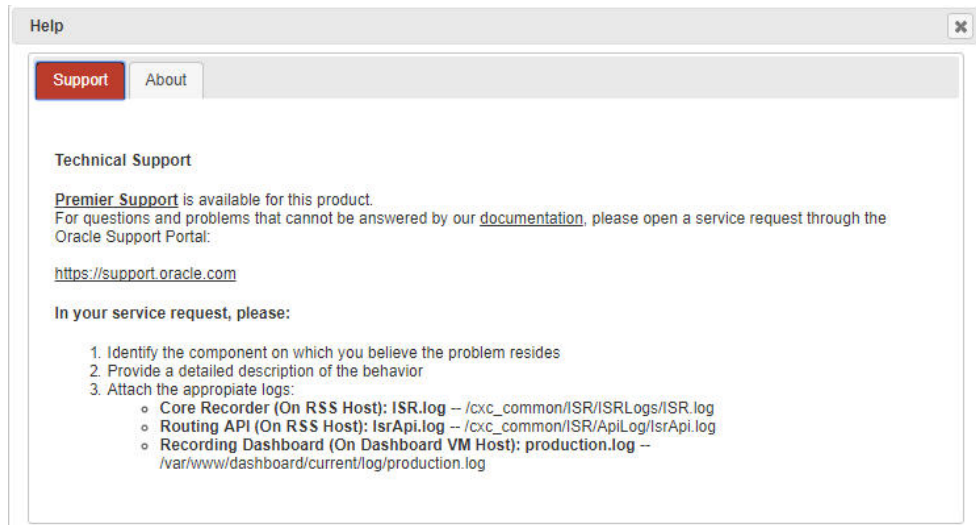 Help
Support
About
Technical Support
Premier Support is available for this product.
For questions and problems that cannot be answered by our documentation, please open a service request through the
Oracle Support Portal:
https://support.oracle.com
In your service request, please:
1. Identify the component on which you believe the problem resides
2. Provide a detailed description of the behavior
3. Attach the appropiate logs:
Core Recorder (On RSS Host): ISR.log -- /cxc_common/ISR/ISRLogs/ISR.log
Routing API (On RSS Host): IsrApi.log -- /cxc_common/ISR/ApiLog/IsrApi.log
Recording Dashboard (On Dashboard VM Host): production.log --
/var/www/dashboard/current/log/production.log